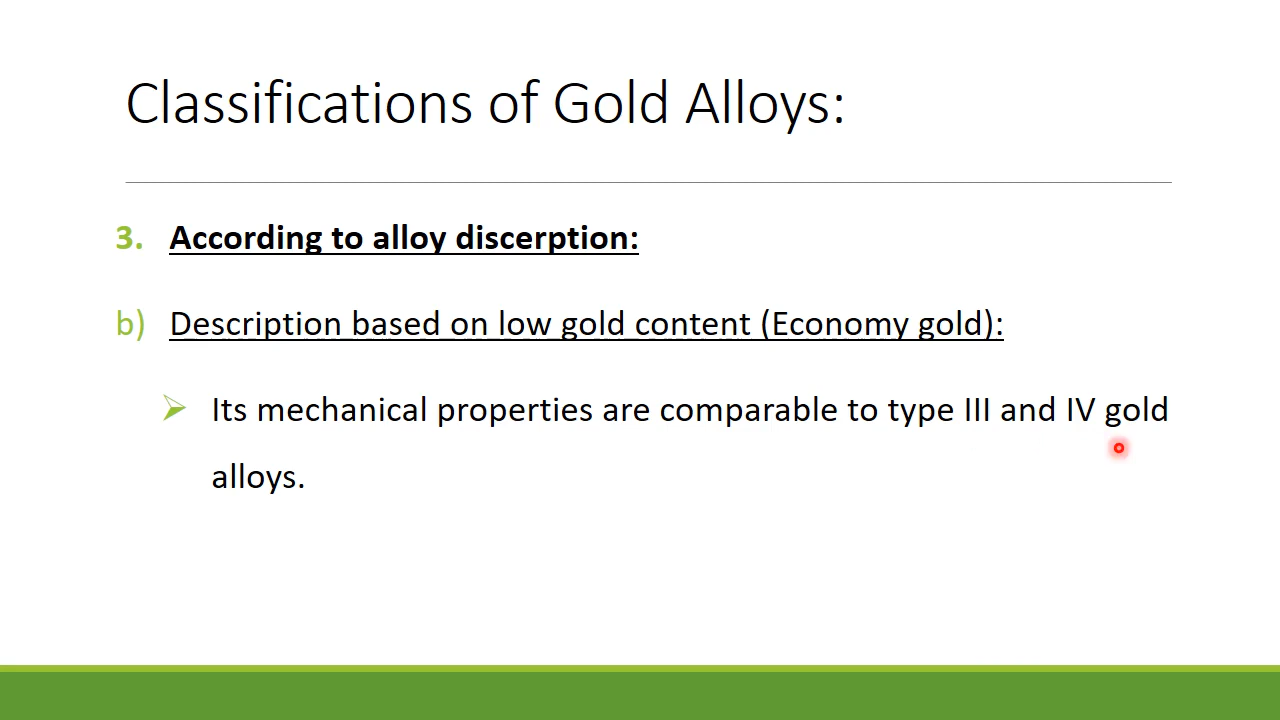 Classifications of Gold Alloys:
3. According to alloy discerption:
b) Description based on low gold content (Economy gold):
Its mechanical properties are comparable to type III and IV gold
alloys.